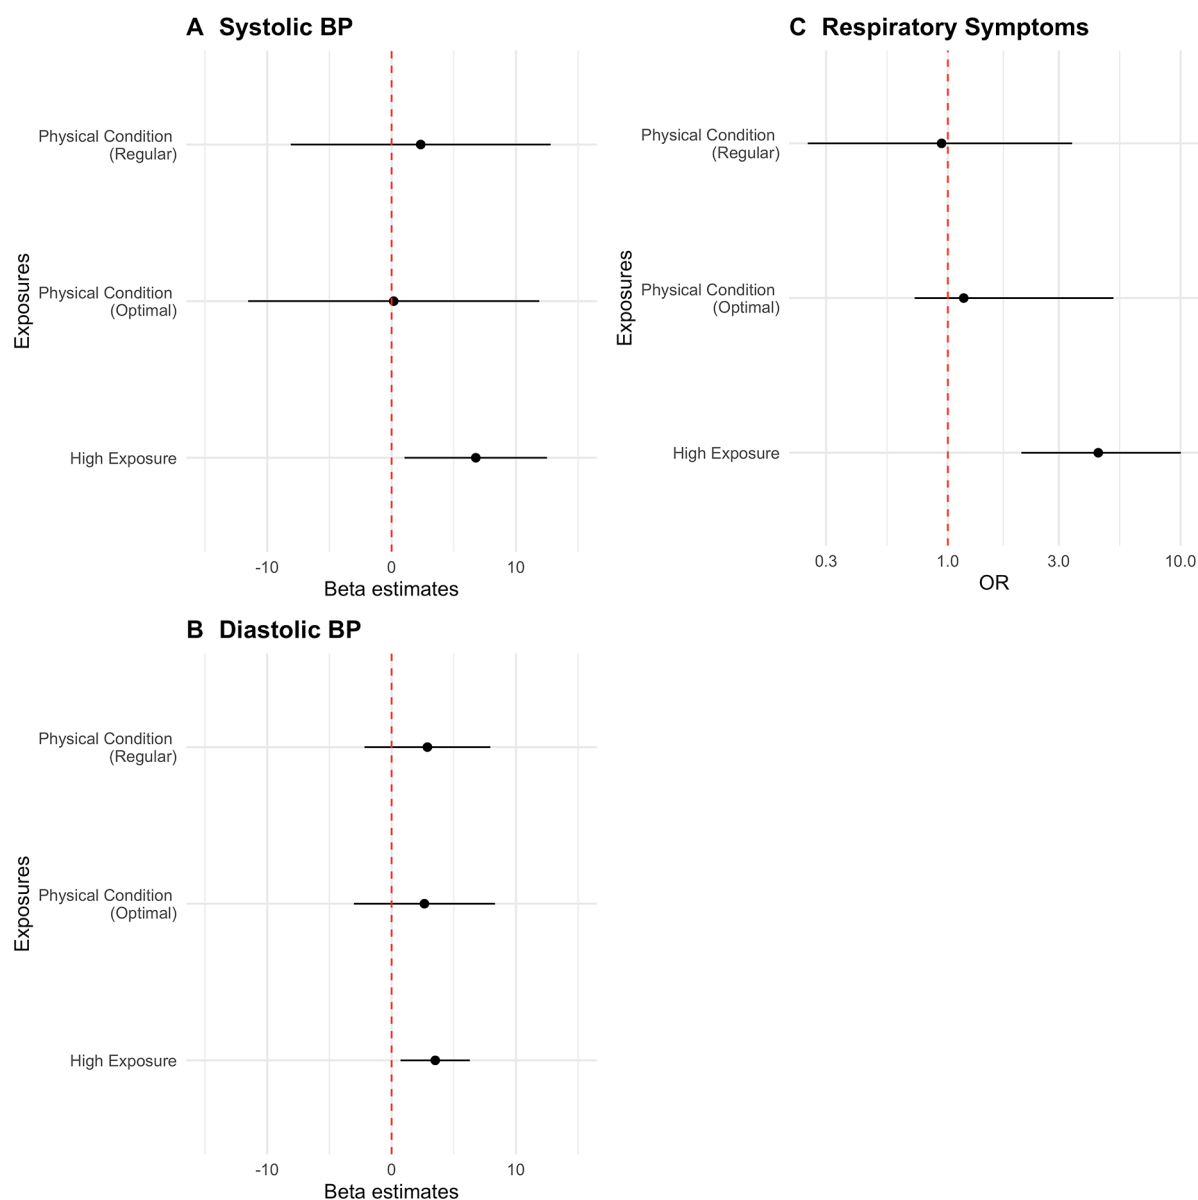 A Systolic BP
Exposures
Physical Condition
(Regular)
Physical Condition
(Optimal)
High Exposure
-10 0 10
Beta estimates
C Respiratory Symptoms
Exposures
Physical Condition
(Regular)
Physical Condition
(Optimal)
High Exposure
0.3 1.0 3.0 10.0
OR
B Diastolic BP
Exposures
Physical Condition
(Regular)
Physical Condition
(Optimal)
High Exposure
-10 0 10
Beta estimates